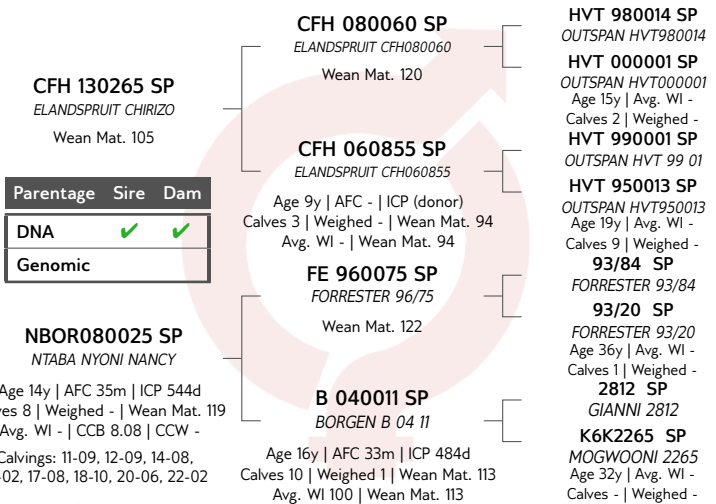 CFH 130265 SP
ELANDSPRUIT CHIRIZO
Wean Mat. 105
Parentage Sire Dam
DNA ✔ ✔
Genomic
NBOR080025 SP
NTABA NYONI NANCY
Age 14y | AFC 35m | ICP 544d
es 8 | Weighed - | Wean Mat. 119
Avg. WI - | CCB 8.08 | CCW -
Calvings: 11-09, 12-09, 14-08,
-02, 17-08, 18-10, 20-06, 22-02
CFH 080060 SP
ELANDSPRUIT CFH080060
Wean Mat. 120
CFH 060855 SP
ELANDSPRUIT CFH060855
Age 9y | AFC - | ICP (donor)
Calves 3 | Weighed - | Wean Mat. 94
Avg. WI - | Wean Mat. 94
FE 960075 SP
FORRESTER 96/75
Wean Mat. 122
B 040011 SP
BORGEN B 04 11
Age 16y | AFC 33m | ICP 484d
Calves 10 | Weighed 1 | Wean Mat. 113
Avg. WI 100 | Wean Mat. 113
HVT 980014 SP
OUTSPAN HVT980014
HVT 000001 SP
OUTSPAN HVT000001
Age 15y | Avg. WI -
Calves 2 | Weighed -
HVT 990001 SP
OUTSPAN HVT 99 01
HVT 950013 SP
OUTSPAN HVT950013
Age 19y | Avg. WI -
Calves 9 | Weighed -
93/84 SP
FORRESTER 93/84
93/20 SP
FORRESTER 93/20
Age 36y | Avg. WI -
Calves 1 | Weighed -
2812 SP
GIANNI 2812
K6K2265 SP
MOGWOONI 2265
Age 32y | Avg. WI -
Calves - | Weighed -